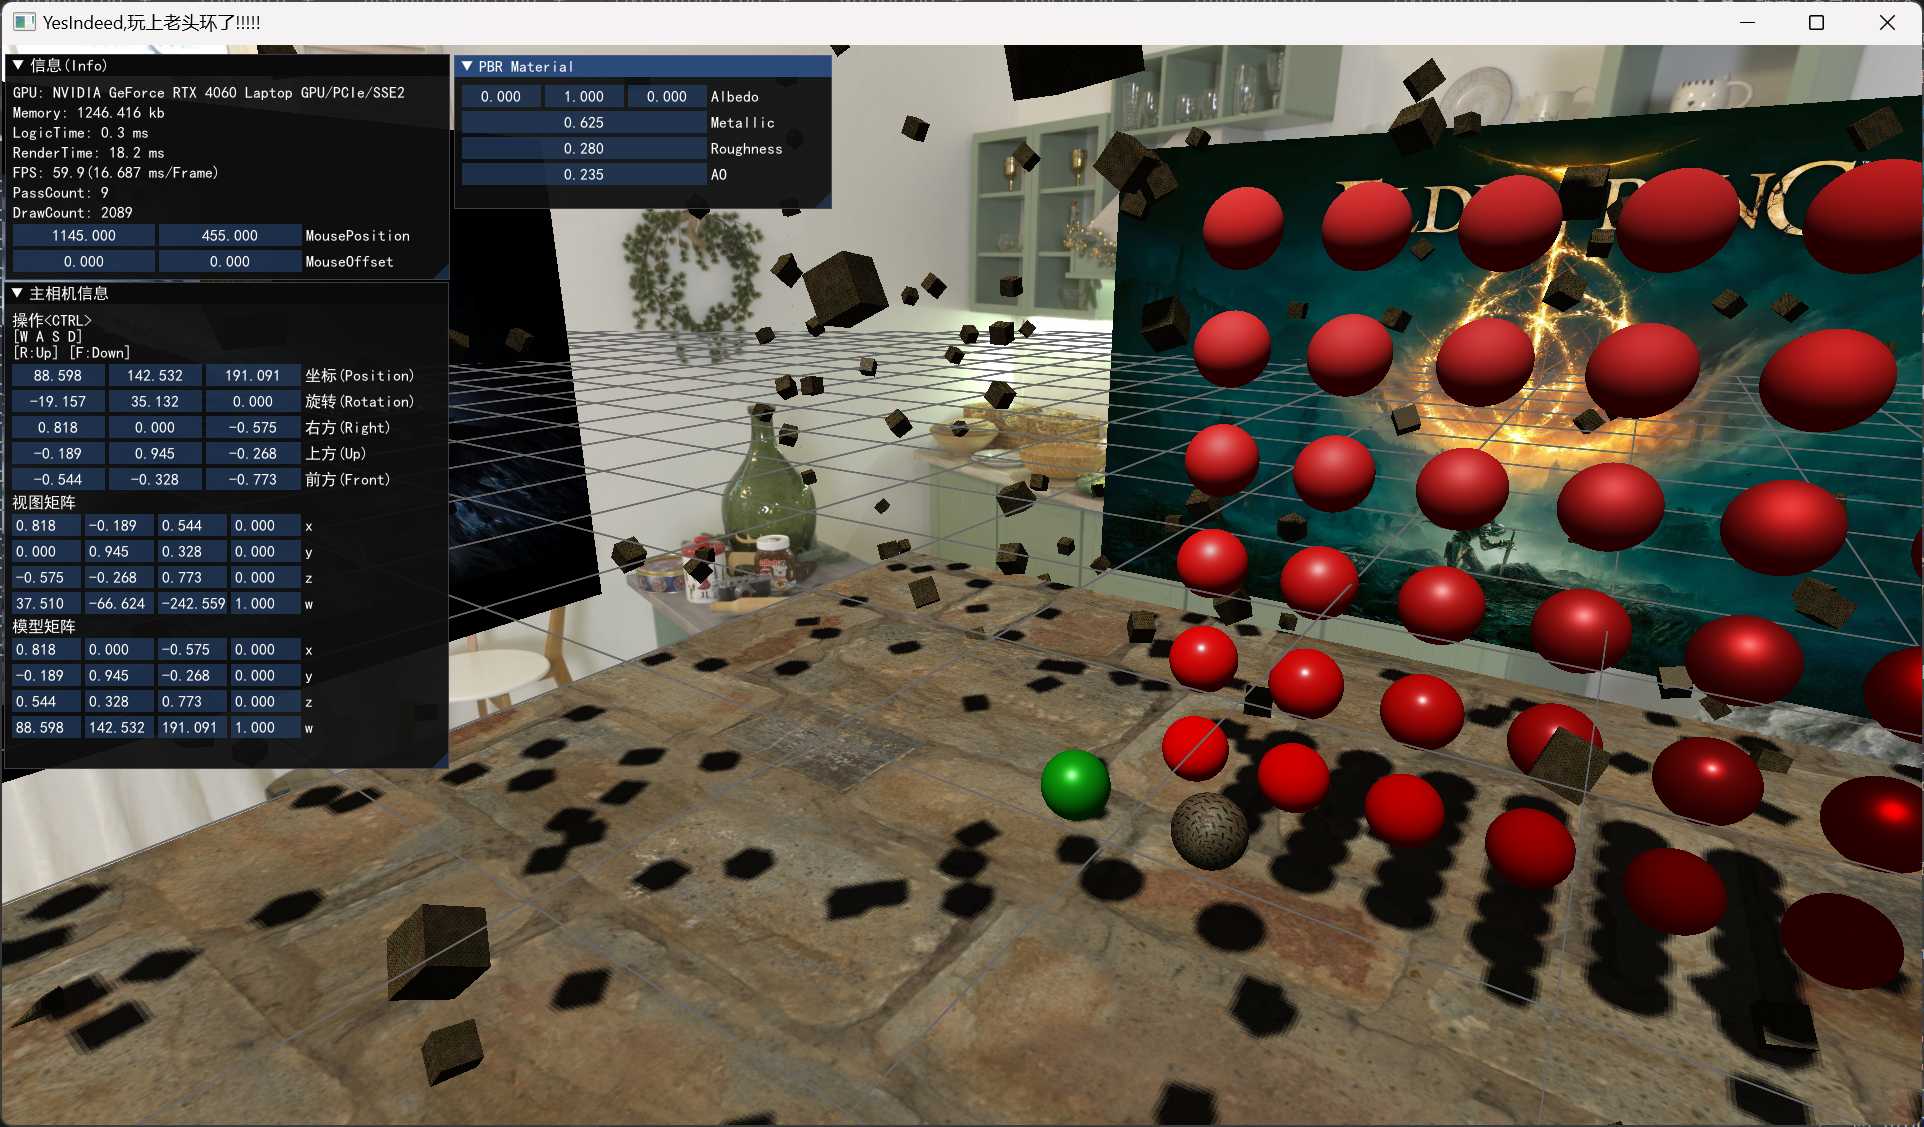 YesIndeed,玩上老头环了!!!!!
信息(Info)
GPU: NVIDIA GeForce RTX 4060 Laptop GPU/PCIe/SSE2
Memory: 1246.416 kb
LogicTime: 0.3 ms
RenderTime: 18.2 ms
FPS: 59.9(16.687 ms/Frame)
PassCount: 9
DrawCount: 2089
1145.000 455.000 MousePosition
0.000 0.000 MouseOffset
PBR Material
0.000 1.000 0.000 Albedo
0.625 Metallic
0.280 Roughness
0.235 AO
主相机信息
操作<CTRL>
[W A S D]
[R:Up] [F:Down]
88.598 142.532 191.091 坐标(Position)
-19.157 35.132 0.000 旋转(Rotation)
0.818 0.000 -0.575 右方(Right)
-0.189 0.945 -0.268 上方(Up)
-0.544 -0.328 -0.773 前方(Front)
视图矩阵
0.818 -0.189 0.544 0.000 x
0.000 0.945 0.328 0.000 y
-0.575 -0.268 0.773 0.000 z
37.510 -66.624 -242.559 1.000 w
模型矩阵
0.818 0.000 -0.575 0.000 x
-0.189 0.945 -0.268 0.000 y
0.544 0.328 0.773 0.000 z
88.598 142.532 191.091 1.000 w